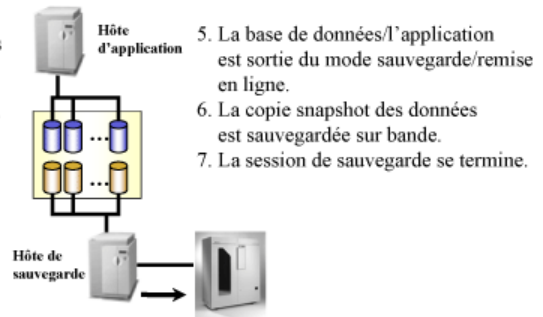 Hôte
d'application
5. La base de données/l'application
est sortie du mode sauvegarde/remise
en ligne.
6. La copie snapshot des données
est sauvegardée sur bande.
7. La session de sauvegarde se termine.
...
...
Hôte de
sauvegarde